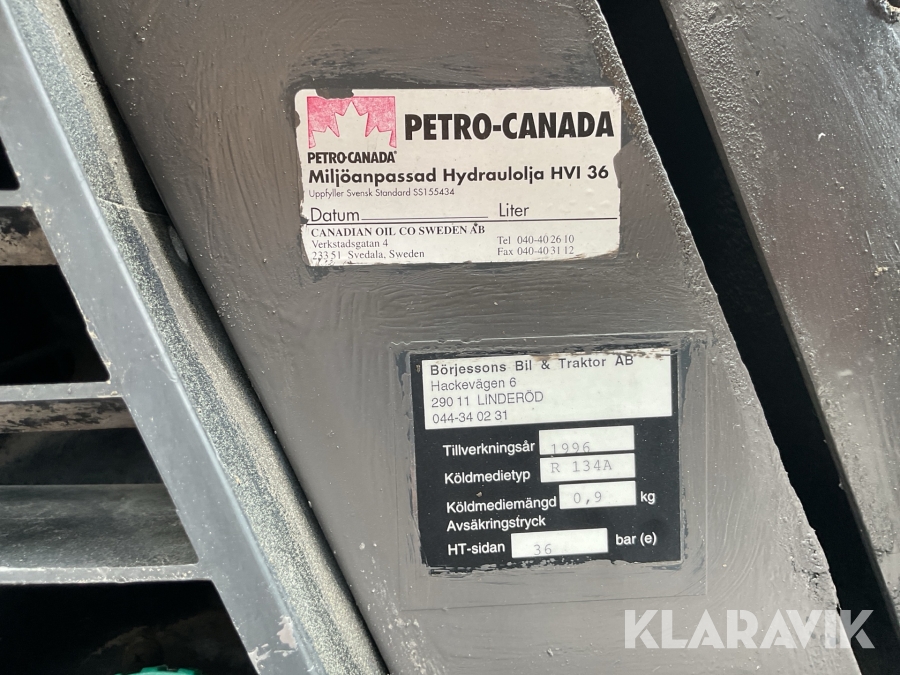 PETRO-CANADA
PETRO-CANADA
Miljöanpassad Hydraulolja HVI 36
Uppfyller Svensk Standard SS155434
Datum Liter
CANADIAN OIL CO SWEDEN AB
Verkstadsgatan 4 Tel 040-40 26 10
233 51 Svedala, Sweden Fax 040-40 31 12
Börjessons Bil & Traktor AB
Hackevägen 6
290 11 LINDERÖD
044-34 02 31
Tillverkningsår 1996
Köldmedietyp R 134A
Köldmediemängd 0,9 kg
Avsäkringstryck
HT-sidan 36 bar (e)
KLARAVIK